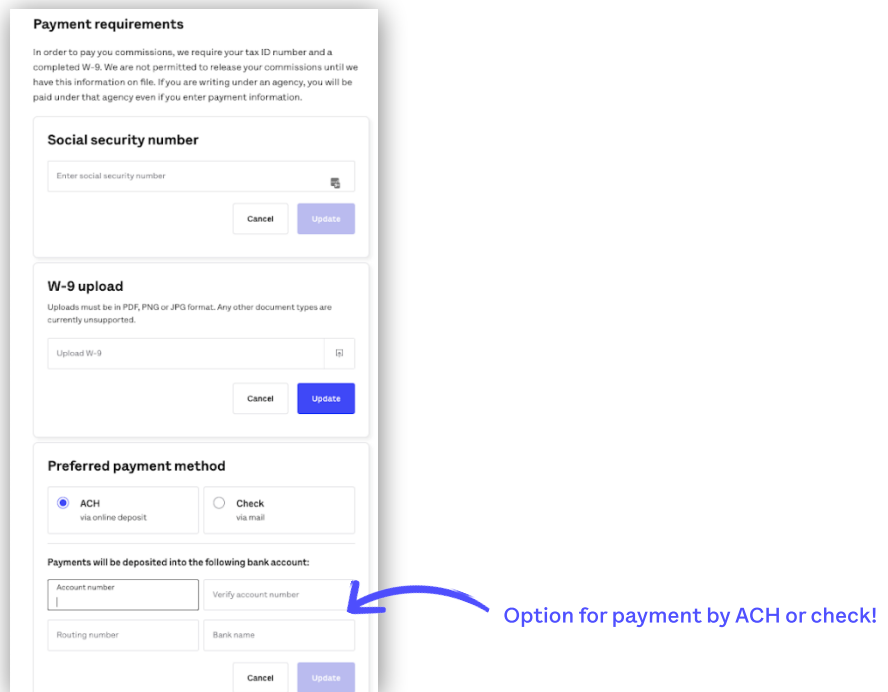 Payment requirements
In order to pay you commissions, we require your tax ID number and a
completed W-9. We are not permitted to release your commissions until we
have this information on file. If you are writing under an agency, you will be
paid under that agency even if you enter payment information.
Social security number
Enter social security number
Cancel
Update
W-9 upload
Uploads must be in PDF, PNG or JPG format. Any other document types are
currently unsupported.
Upload W-9
Cancel
Update
Preferred payment method
ACH
via online deposit
Check
via mail
Payments will be deposited into the following bank account:
Account number
Verify account number
Routing number
Bank name
Cancel
Update
Option for payment by ACH or check!